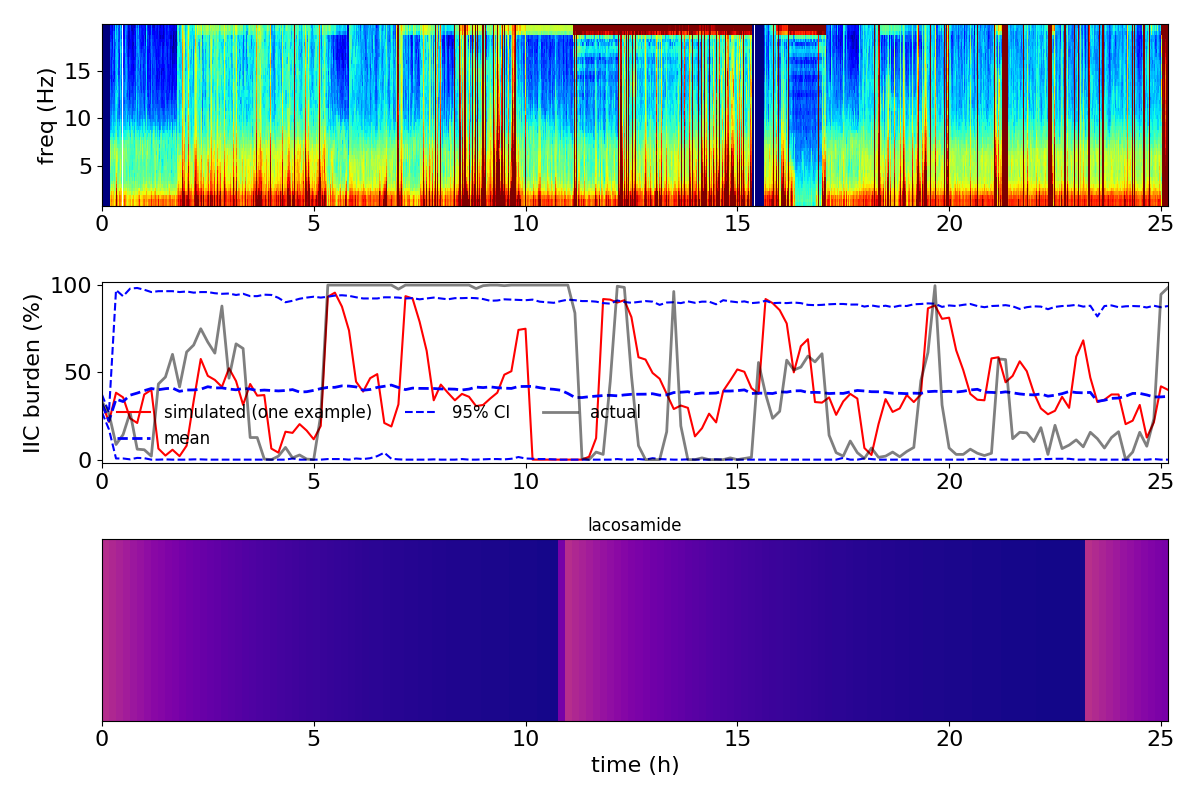 freq (Hz)
15
10
5
0 5 10 15 20 25
IIC burden (%)
100
50
0
simulated (one example) 95% CI actual
mean
0 5 10 15 20 25
lacosamide
0 5 10 15 20 25
time (h)